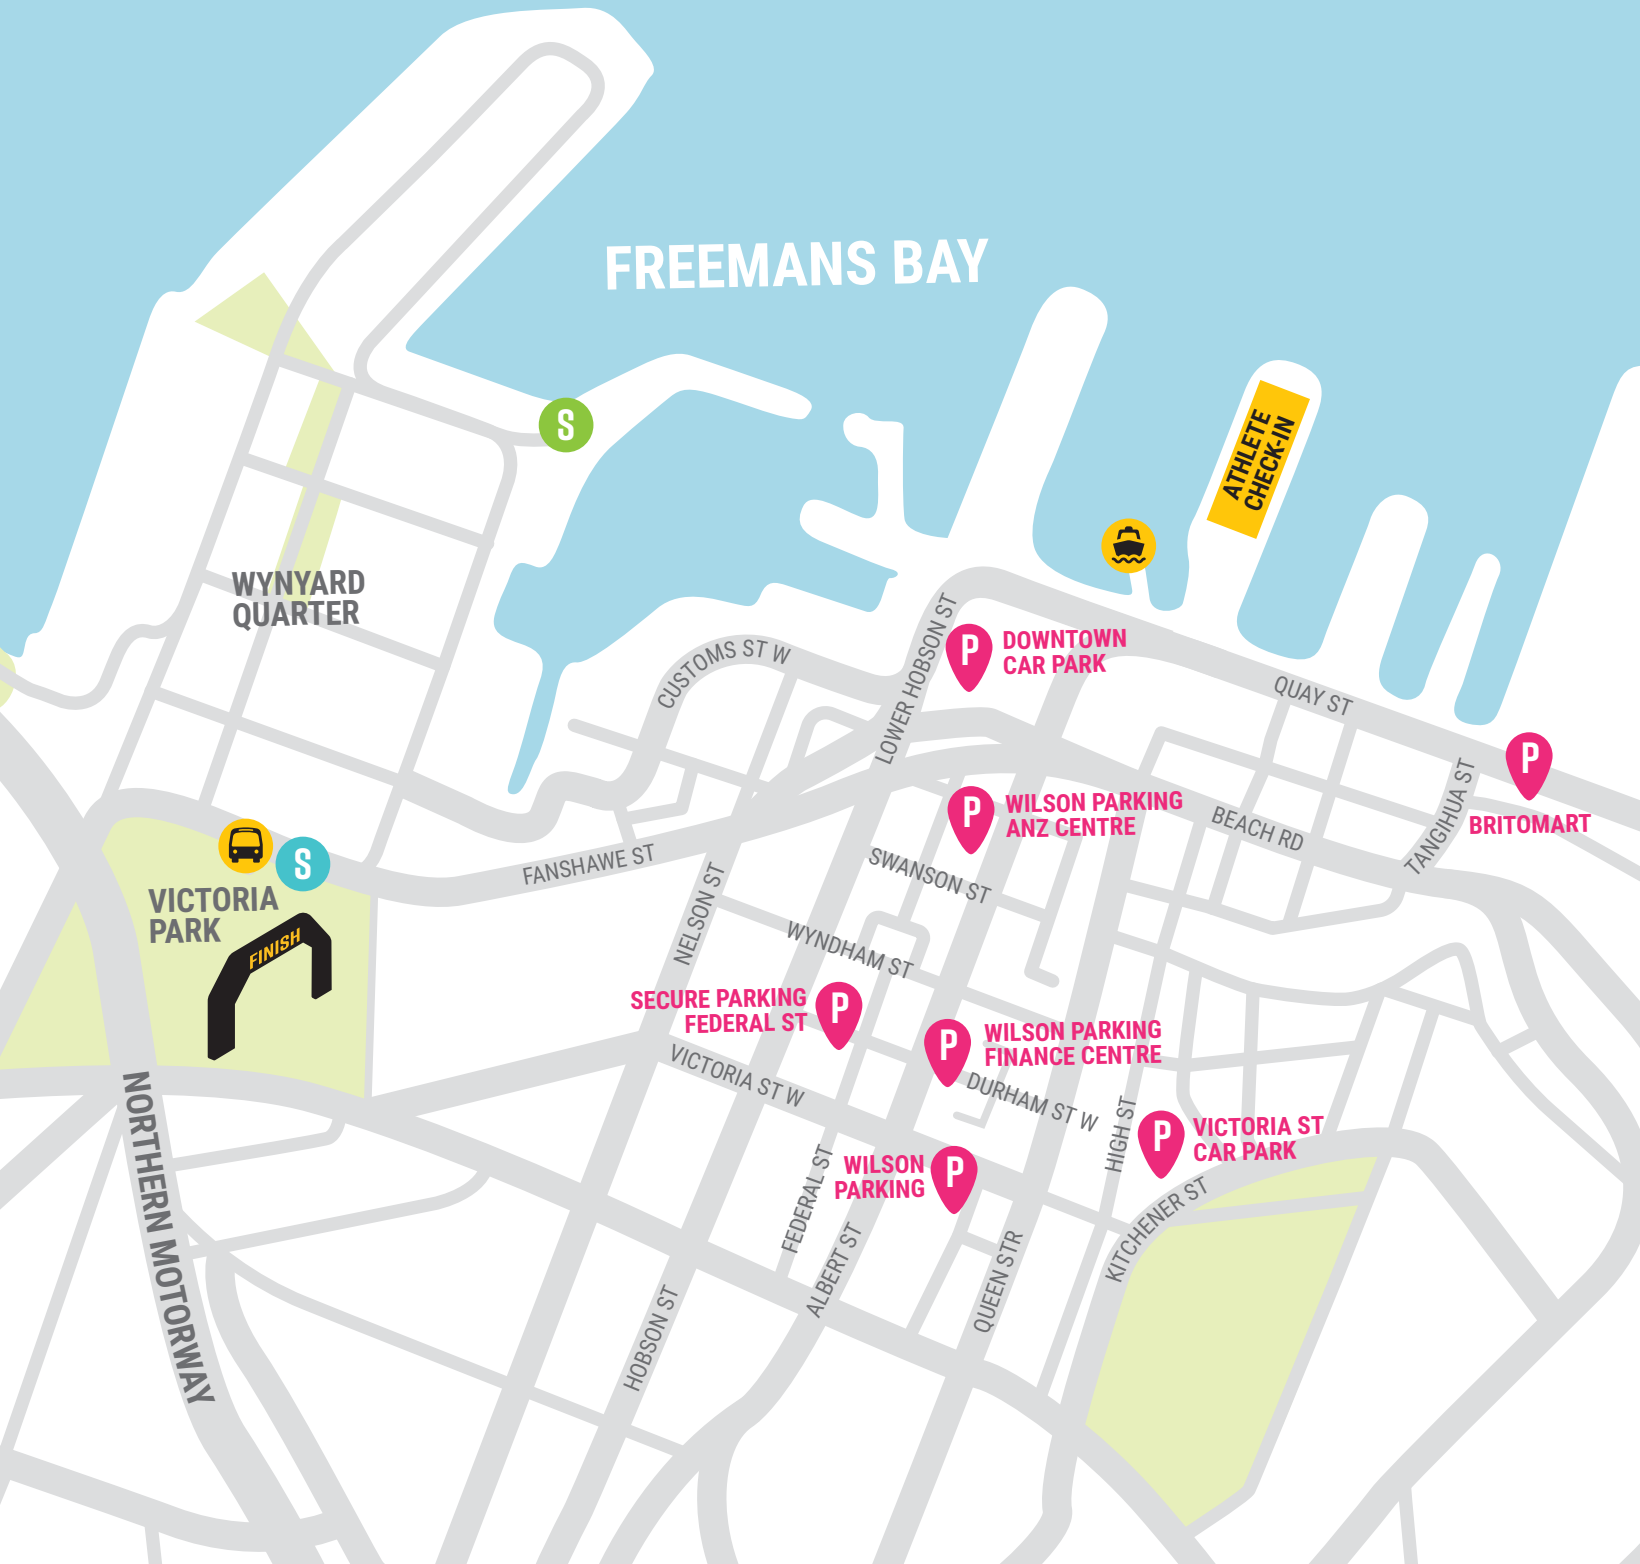 FREEMANS BAY
S
ATHLETE
CHECK-IN
WYNYARD
QUARTER
CUSTOMS ST W
LOWER HOBSON ST
P
DOWNTOWN
CAR PARK
QUAY ST
P
BRITOMART
TANGIHUA ST
P
WILSON PARKING
ANZ CENTRE
BEACH RD
S
VICTORIA
PARK
FINISH
FANSHAWE ST
SWANSON ST
NELSON ST
WYNDHAM ST
SECURE PARKING
FEDERAL ST
P
P
WILSON PARKING
FINANCE CENTRE
VICTORIA ST W
DURHAM ST W
HIGH ST
P
VICTORIA ST
CAR PARK
WILSON
PARKING
P
NORTHERN MOTORWAY
FEDERAL ST
ALBERT ST
KITCHENER ST
QUEEN STR
HOBSON ST